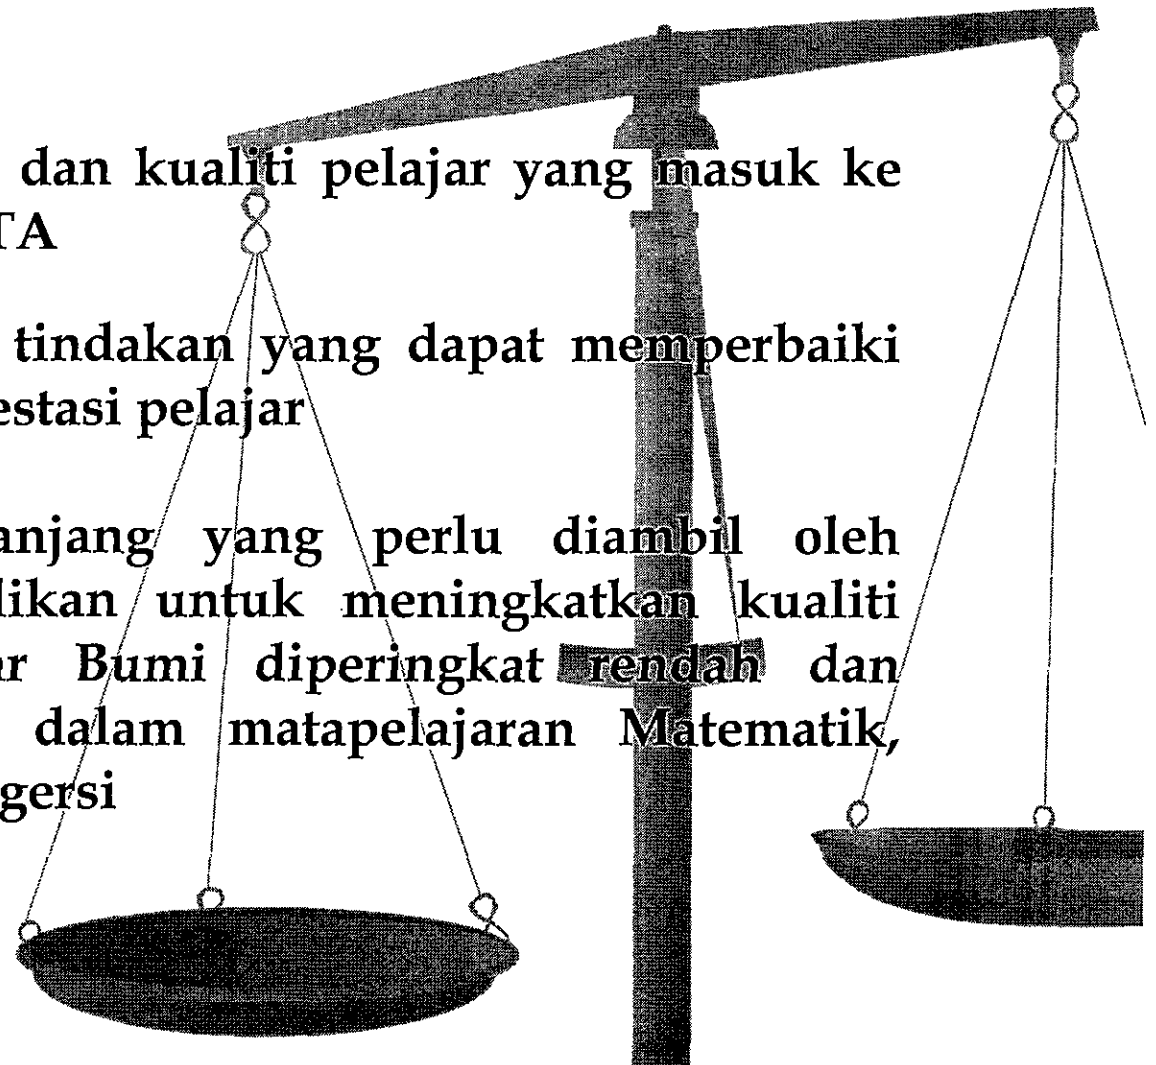 dan kualiti pelajar yang masuk ke
TA
tindakan yang dapat memperbaiki
estasi pelajar
anjang yang perlu diambil oleh
likan untuk meningkatkan kualiti
ar Bumi diperingkat rendah dan
dalam matapelajaran Matematik,
gersi